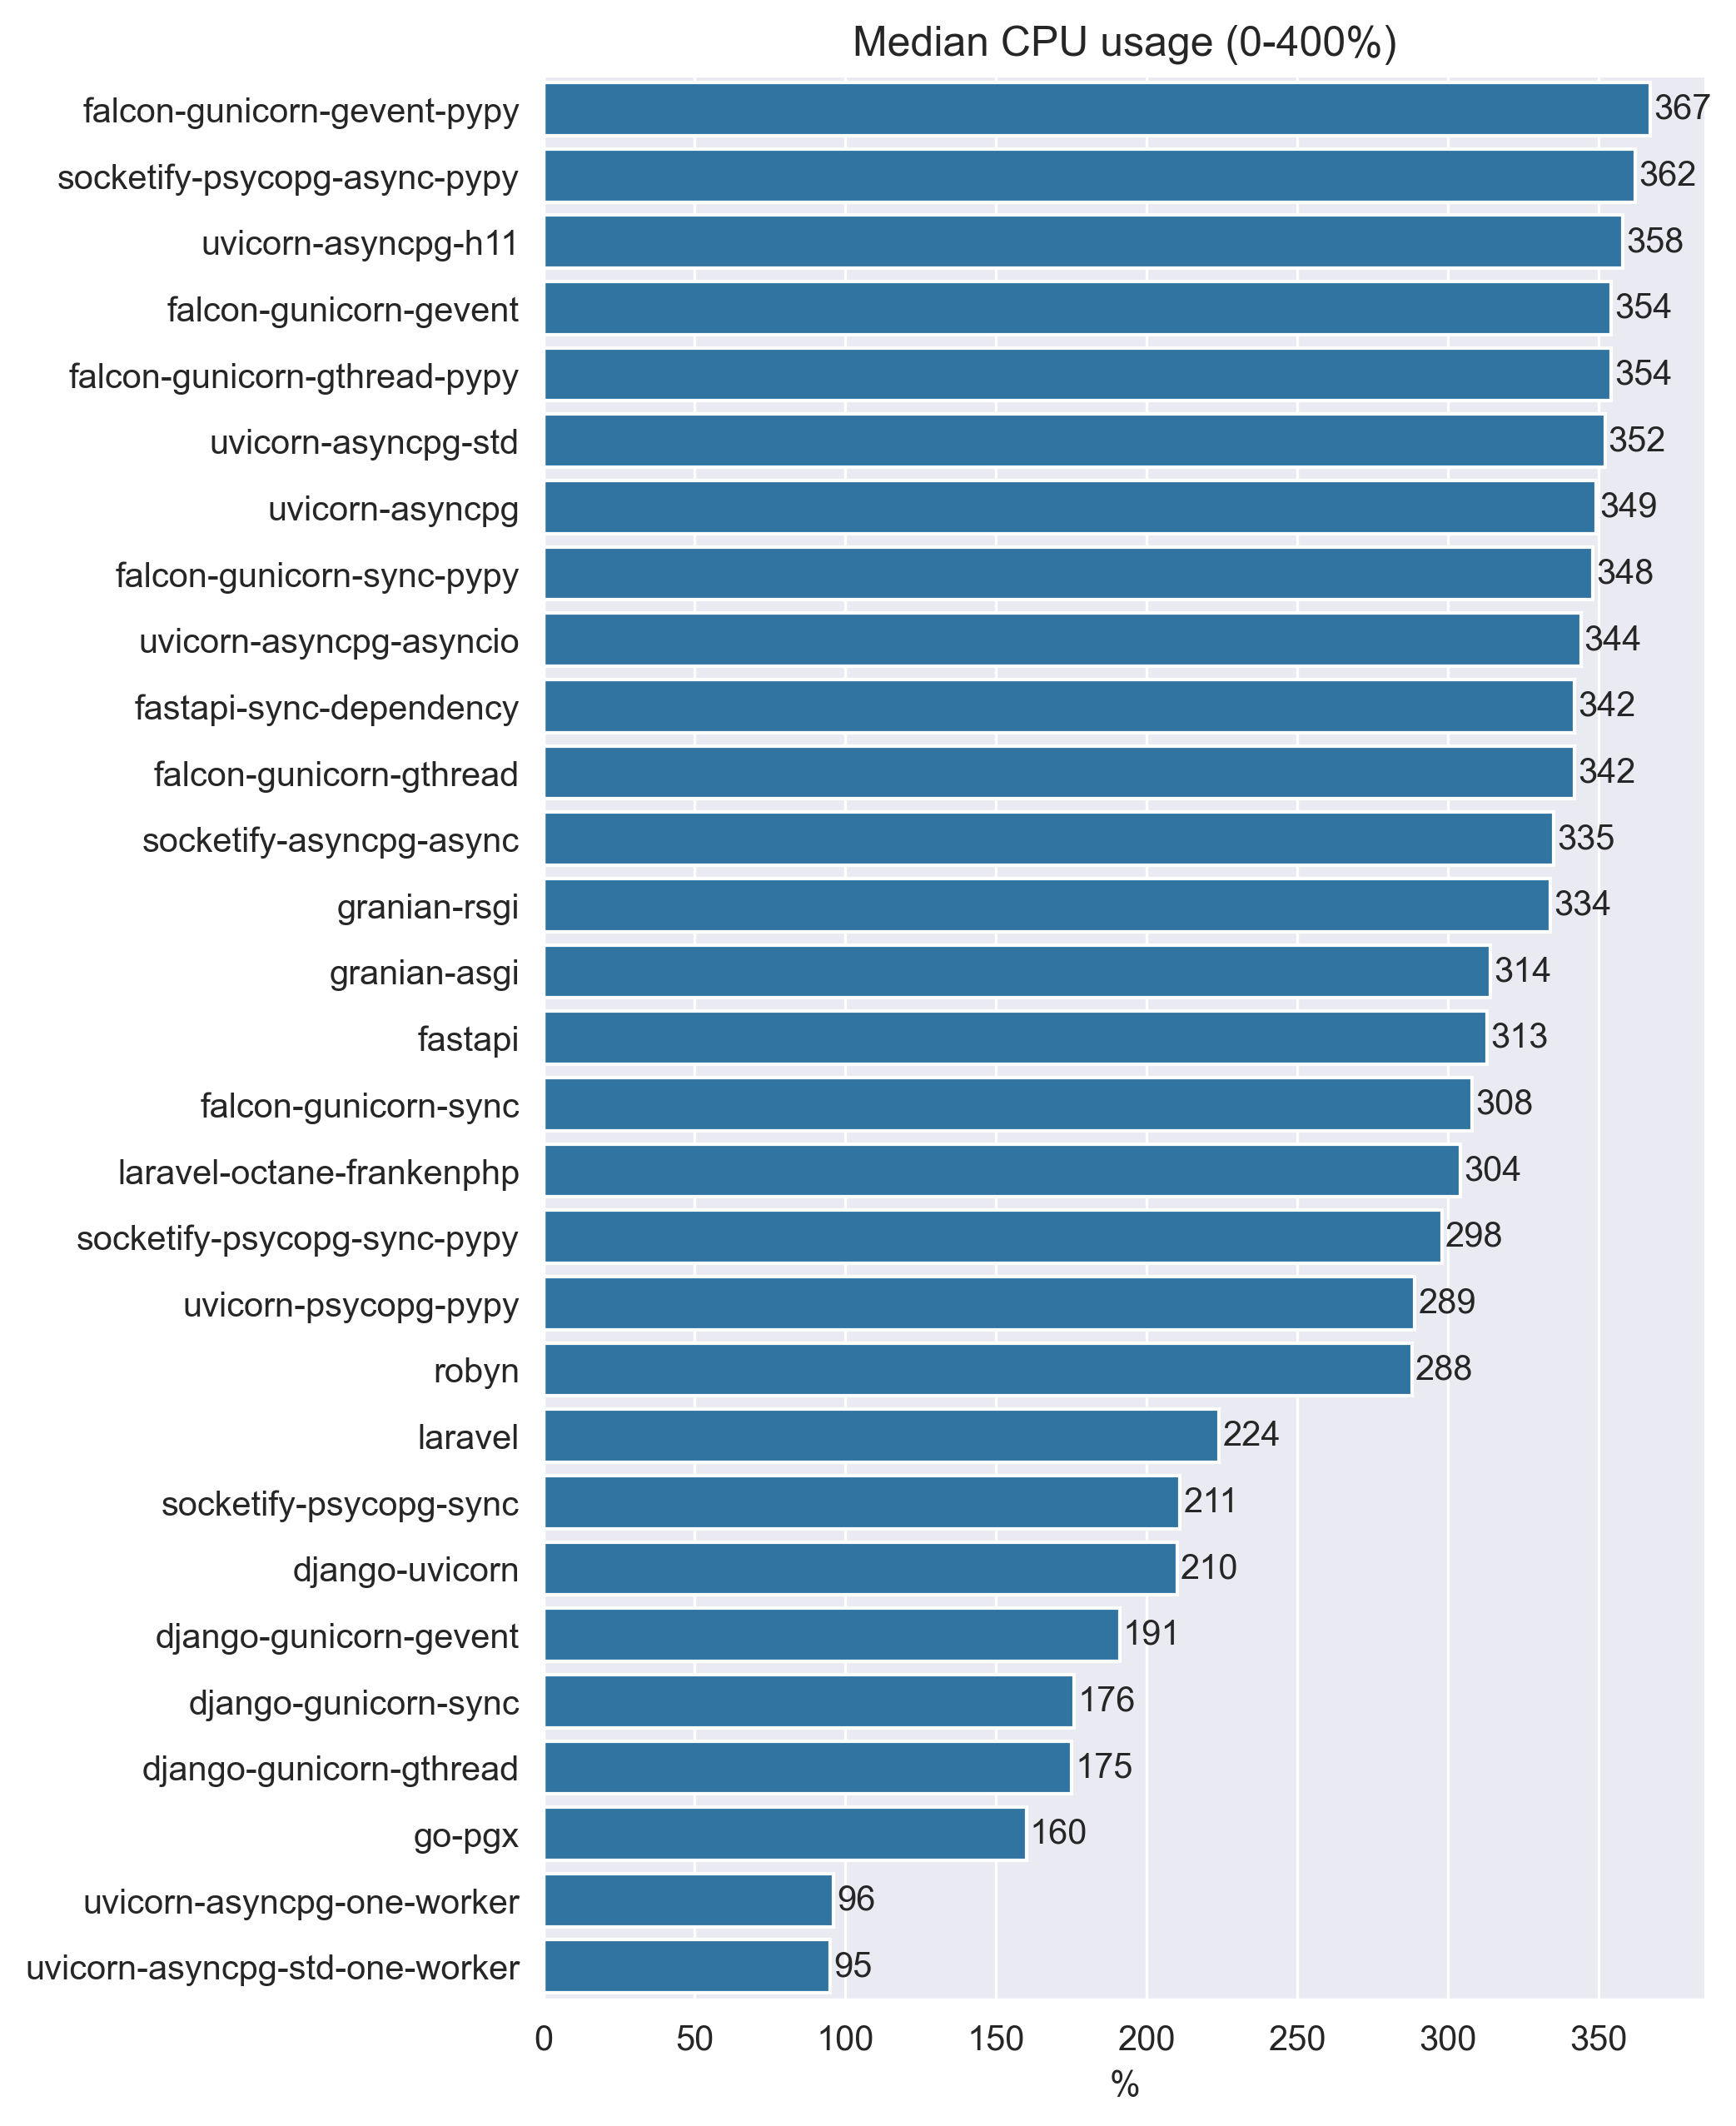 Median CPU usage (0-400%)
falcon-gunicorn-gevent-pypy 367
socketify-psycopg-async-pypy 362
uvicorn-asyncpg-h11 358
falcon-gunicorn-gevent 354
falcon-gunicorn-gthread-pypy 354
uvicorn-asyncpg-std 352
uvicorn-asyncpg 349
falcon-gunicorn-sync-pypy 348
uvicorn-asyncpg-asyncio 344
fastapi-sync-dependency 342
falcon-gunicorn-gthread 342
socketify-asyncpg-async 335
granian-rsgi 334
granian-asgi 314
fastapi 313
falcon-gunicorn-sync 308
laravel-octane-frankenphp 304
socketify-psycopg-sync-pypy 298
uvicorn-psycopg-pypy 289
robyn 288
laravel 224
socketify-psycopg-sync 211
django-uvicorn 210
django-gunicorn-gevent 191
django-gunicorn-sync 176
django-gunicorn-gthread 175
go-pgx 160
uvicorn-asyncpg-one-worker 96
uvicorn-asyncpg-std-one-worker 95
0 50 100 150 200 250 300 350
%